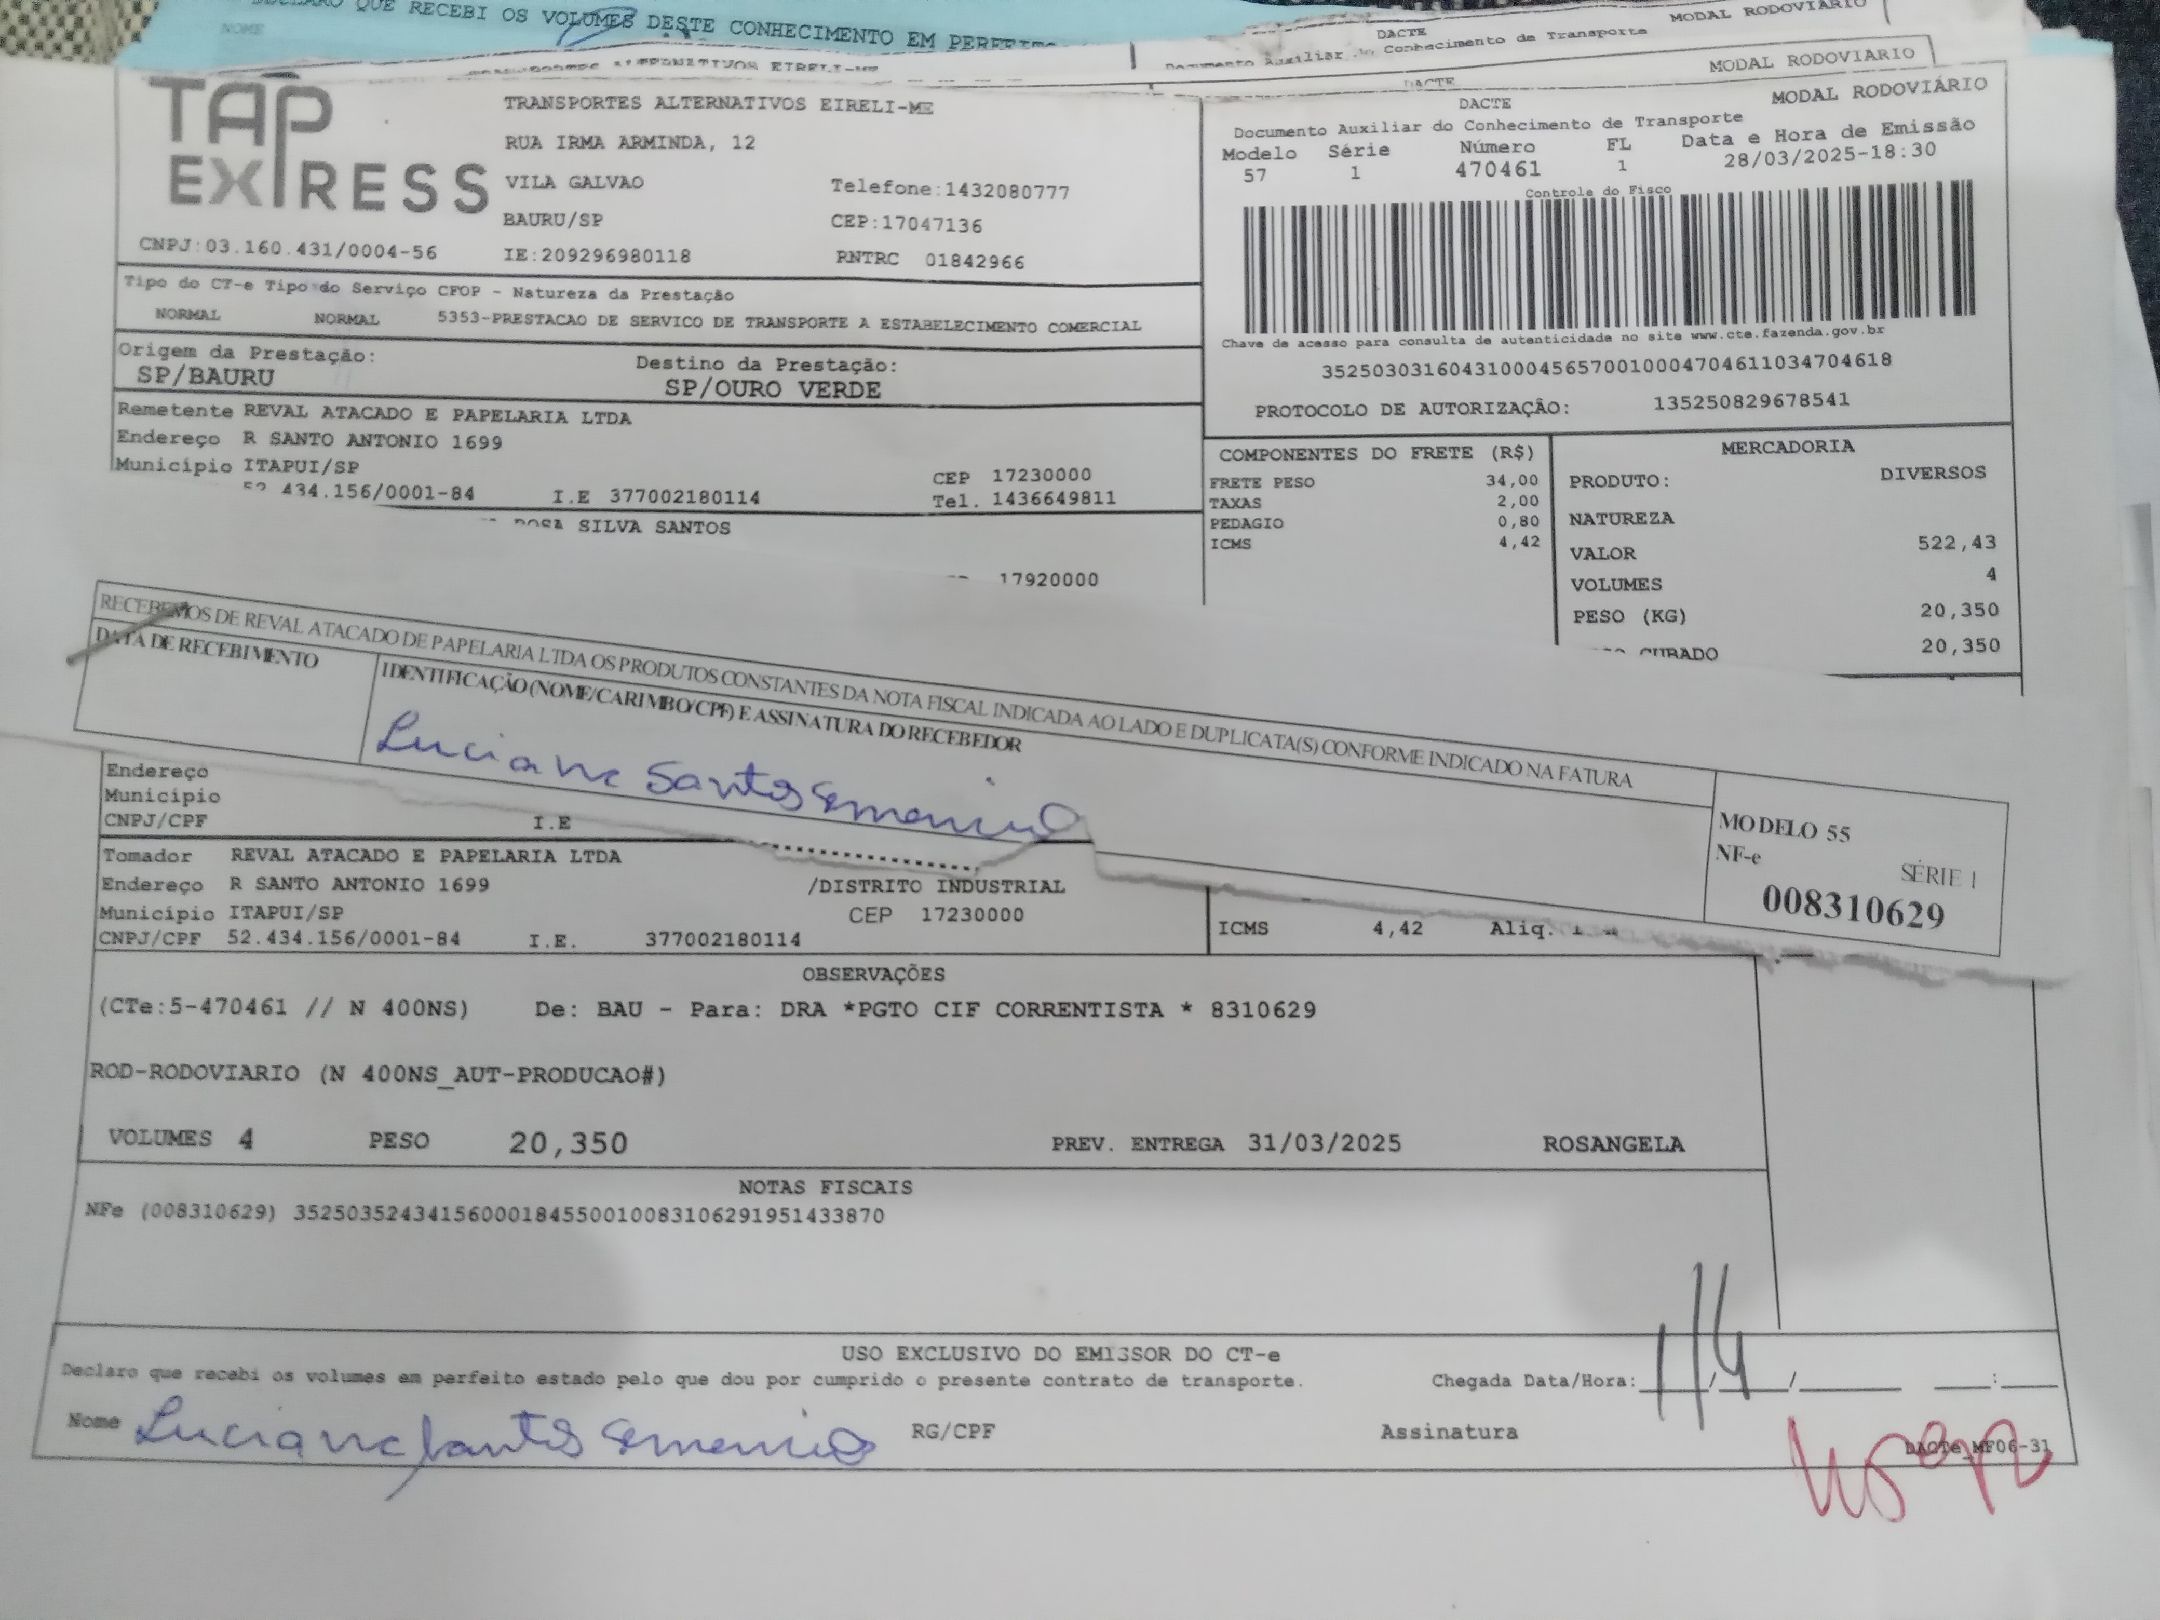 DECLARO QUE RECEBI OS VOLUMES DESTE CONHECIMENTO EM
NOME
DACTE
MODAL RODOVIÁRIO
Documento Auxiliar do Conhecimento de Transporte
MODAL RODOVIÁRIO
DACTE
TAP EXPRESS
TRANSPORTES ALTERNATIVOS EIRELI-ME
RUA IRMA ARMINDA, 12
VILA GALVAO Telefone:1432080777
BAURU/SP CEP:17047136
CNPJ:03.160.431/0004-56 IE:209296980118 RNTRC 01842966
DACTE MODAL RODOVIÁRIO
Documento Auxiliar do Conhecimento de Transporte
Modelo Série Número FL Data e Hora de Emissão
57 1 470461 1 28/03/2025-18:30
Controle do Fisco
Chave de acesso para consulta de autenticidade no site www.cte.fazenda.gov.br
35250303160431000456570010004704611034704618
PROTOCOLO DE AUTORIZAÇÃO: 135250829678541
Tipo do CT-e Tipo do Serviço CFOP - Natureza da Prestação
NORMAL NORMAL 5353-PRESTACAO DE SERVICO DE TRANSPORTE A ESTABELECIMENTO COMERCIAL
Origem da Prestação: Destino da Prestação:
SP/BAURU SP/OURO VERDE
Remetente REVAL ATACADO E PAPELARIA LTDA
Endereço R SANTO ANTONIO 1699
Município ITAPUI/SP CEP 17230000
52.434.156/0001-84 I.E 377002180114 Tel. 1436649811
ROSA SILVA SANTOS
17920000
COMPONENTES DO FRETE (R$)
FRETE PESO 34,00
TAXAS 2,00
PEDAGIO 0,80
ICMS 4,42
MERCADORIA
PRODUTO: DIVERSOS
NATUREZA
VALOR 522,43
VOLUMES 4
PESO (KG) 20,350
CUBADO 20,350
RECEBEMOS DE REVAL ATACADO DE PAPELARIA LTDA OS PRODUTOS CONSTANTES DA NOTA FISCAL INDICADA AO LADO E DUPLICATA(S) CONFORME INDICADO NA FATURA
DATA DE RECEBIMENTO IDENTIFICAÇÃO (NOME/CARIMBO/CPF) E ASSINATURA DO RECEBEDOR
Luciana Santos
MODELO 55
NF-e SÉRIE 1
008310629
Endereço
Município
CNPJ/CPF I.E
Tomador REVAL ATACADO E PAPELARIA LTDA
Endereço R SANTO ANTONIO 1699 /DISTRITO INDUSTRIAL
Município ITAPUI/SP CEP 17230000
CNPJ/CPF 52.434.156/0001-84 I.E. 377002180114
ICMS 4,42 Aliq.
OBSERVAÇÕES
(CTe:5-470461 // N 400NS) De: BAU - Para: DRA *PGTO CIF CORRENTISTA * 8310629
ROD-RODOVIARIO (N 400NS_AUT-PRODUCAO#)
VOLUMES 4 PESO 20,350 PREV. ENTREGA 31/03/2025 ROSANGELA
NOTAS FISCAIS
NFe (008310629) 35250352434156000184550010083106291951433870
USO EXCLUSIVO DO EMISSOR DO CT-e
Declaro que recebi os volumes em perfeito estado pelo que dou por cumprido o presente contrato de transporte. Chegada Data/Hora: 1/4/ :
Nome Luciana Santos RG/CPF Assinatura
DACTe_MF06-31